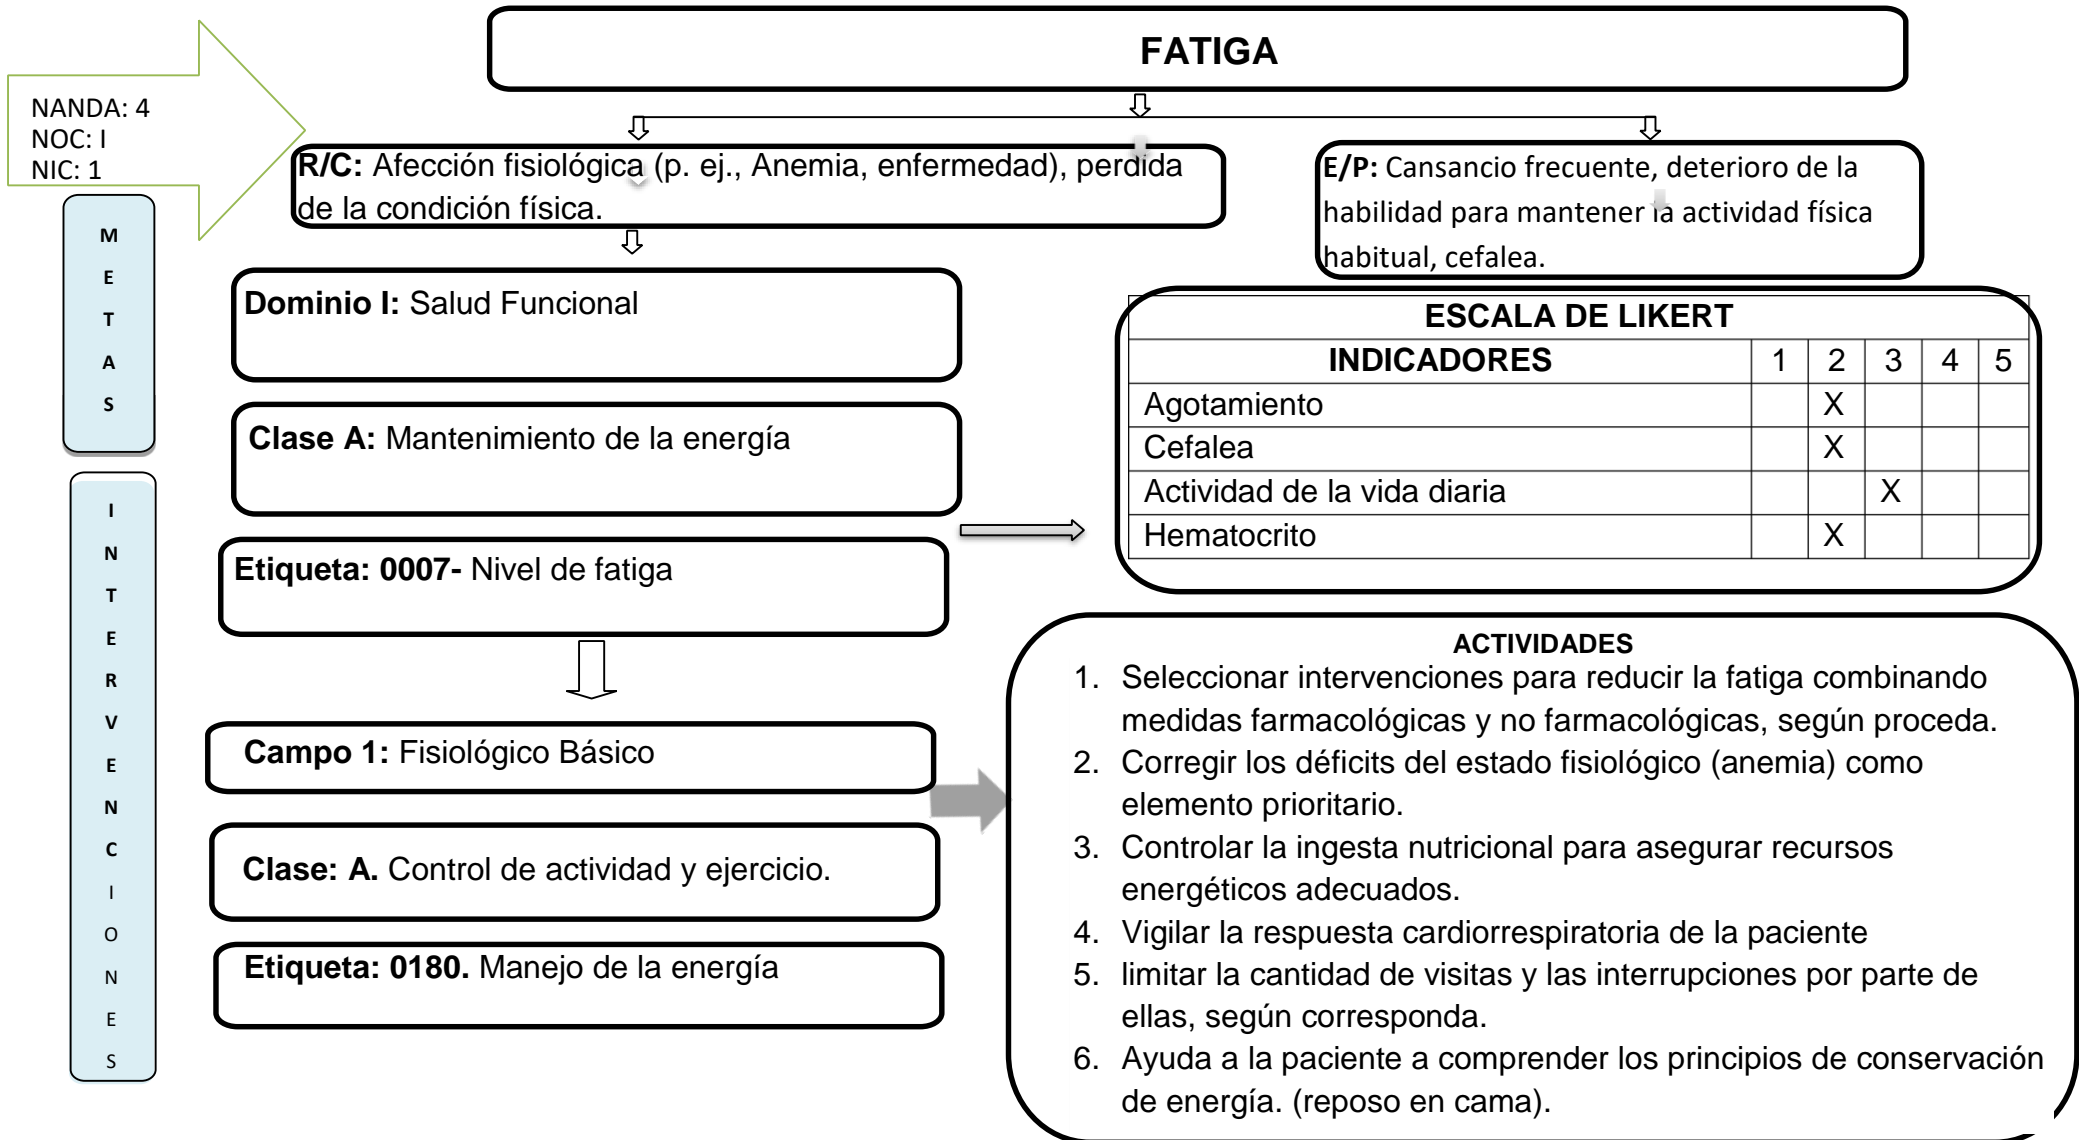 FATIGA
NANDA: 4
NOC: I
NIC: 1
R/C: Afección fisiológica (p. ej., Anemia, enfermedad), perdida
de la condición física.
E/P: Cansancio frecuente, deterioro de la
habilidad para mantener la actividad física
habitual, cefalea.
M
E
T
A
S
Dominio I: Salud Funcional
Clase A: Mantenimiento de la energía
Etiqueta: 0007- Nivel de fatiga
ESCALA DE LIKERT
INDICADORES 1 2 3 4 5
Agotamiento X
Cefalea X
Actividad de la vida diaria X
Hematocrito X
I
N
T
E
R
V
E
N
C
I
O
N
E
S
Campo 1: Fisiológico Básico
Clase: A. Control de actividad y ejercicio.
Etiqueta: 0180. Manejo de la energía
ACTIVIDADES
1. Seleccionar intervenciones para reducir la fatiga combinando
medidas farmacológicas y no farmacológicas, según proceda.
2. Corregir los déficits del estado fisiológico (anemia) como
elemento prioritario.
3. Controlar la ingesta nutricional para asegurar recursos
energéticos adecuados.
4. Vigilar la respuesta cardiorrespiratoria de la paciente
5. limitar la cantidad de visitas y las interrupciones por parte de
ellas, según corresponda.
6. Ayuda a la paciente a comprender los principios de conservación
de energía. (reposo en cama).